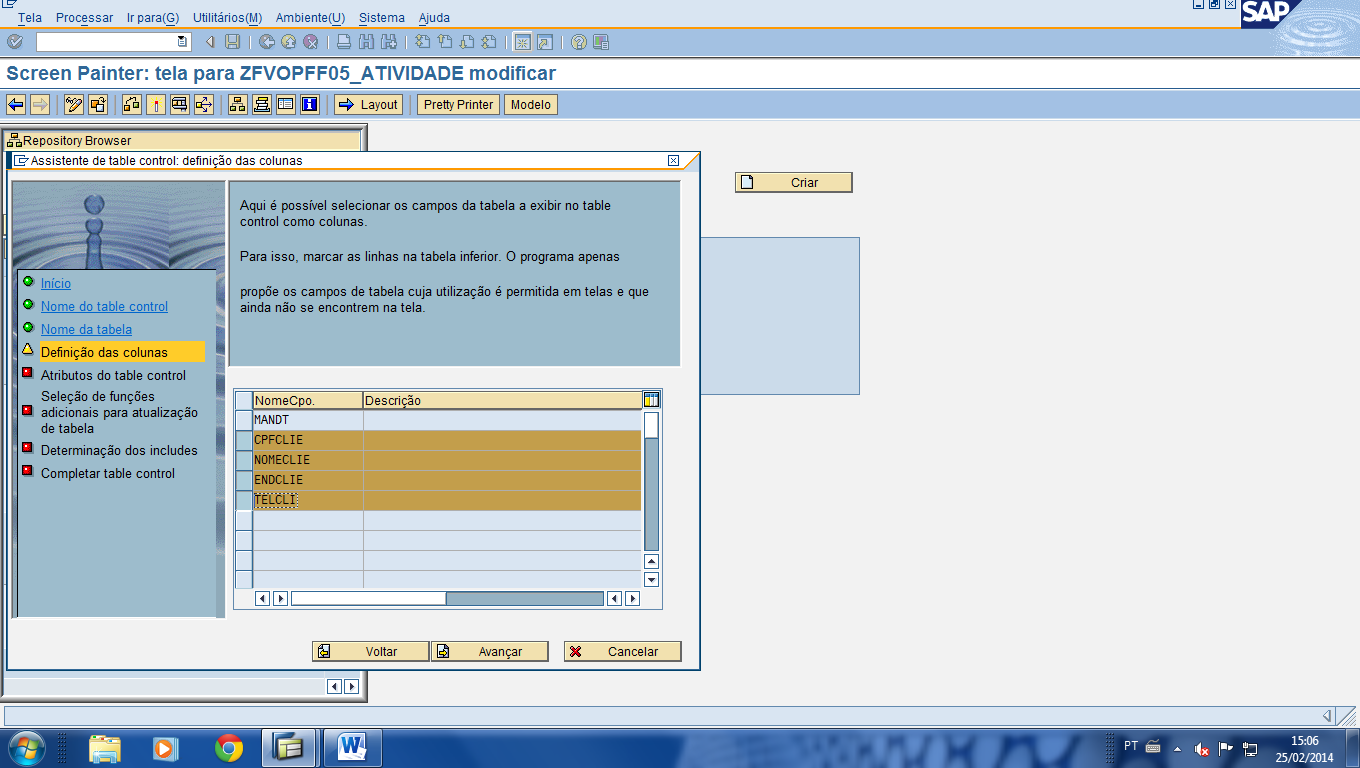 Tela Processar Ir para(G) Utilitários(M) Ambiente(U) Sistema Ajuda
SAP
Screen Painter: tela para ZFVOPFF05_ATIVIDADE modificar
Layout Pretty Printer Modelo
Repository Browser
Assistente de table control: definição das colunas
Criar
Aqui é possível selecionar os campos da tabela a exibir no table
control como colunas.
Para isso, marcar as linhas na tabela inferior. O programa apenas
propõe os campos de tabela cuja utilização é permitida em telas e que
ainda não se encontrem na tela.
Início
Nome do table control
Nome da tabela
Definição das colunas
Atributos do table control
Seleção de funções
adicionais para atualização
de tabela
Determinação dos includes
Completar table control
NomeCpo. Descrição
MANDT
CPFCLIE
NOMECLIE
ENDCLIE
TELCLI
Voltar Avançar Cancelar
PT
15:06
25/02/2014